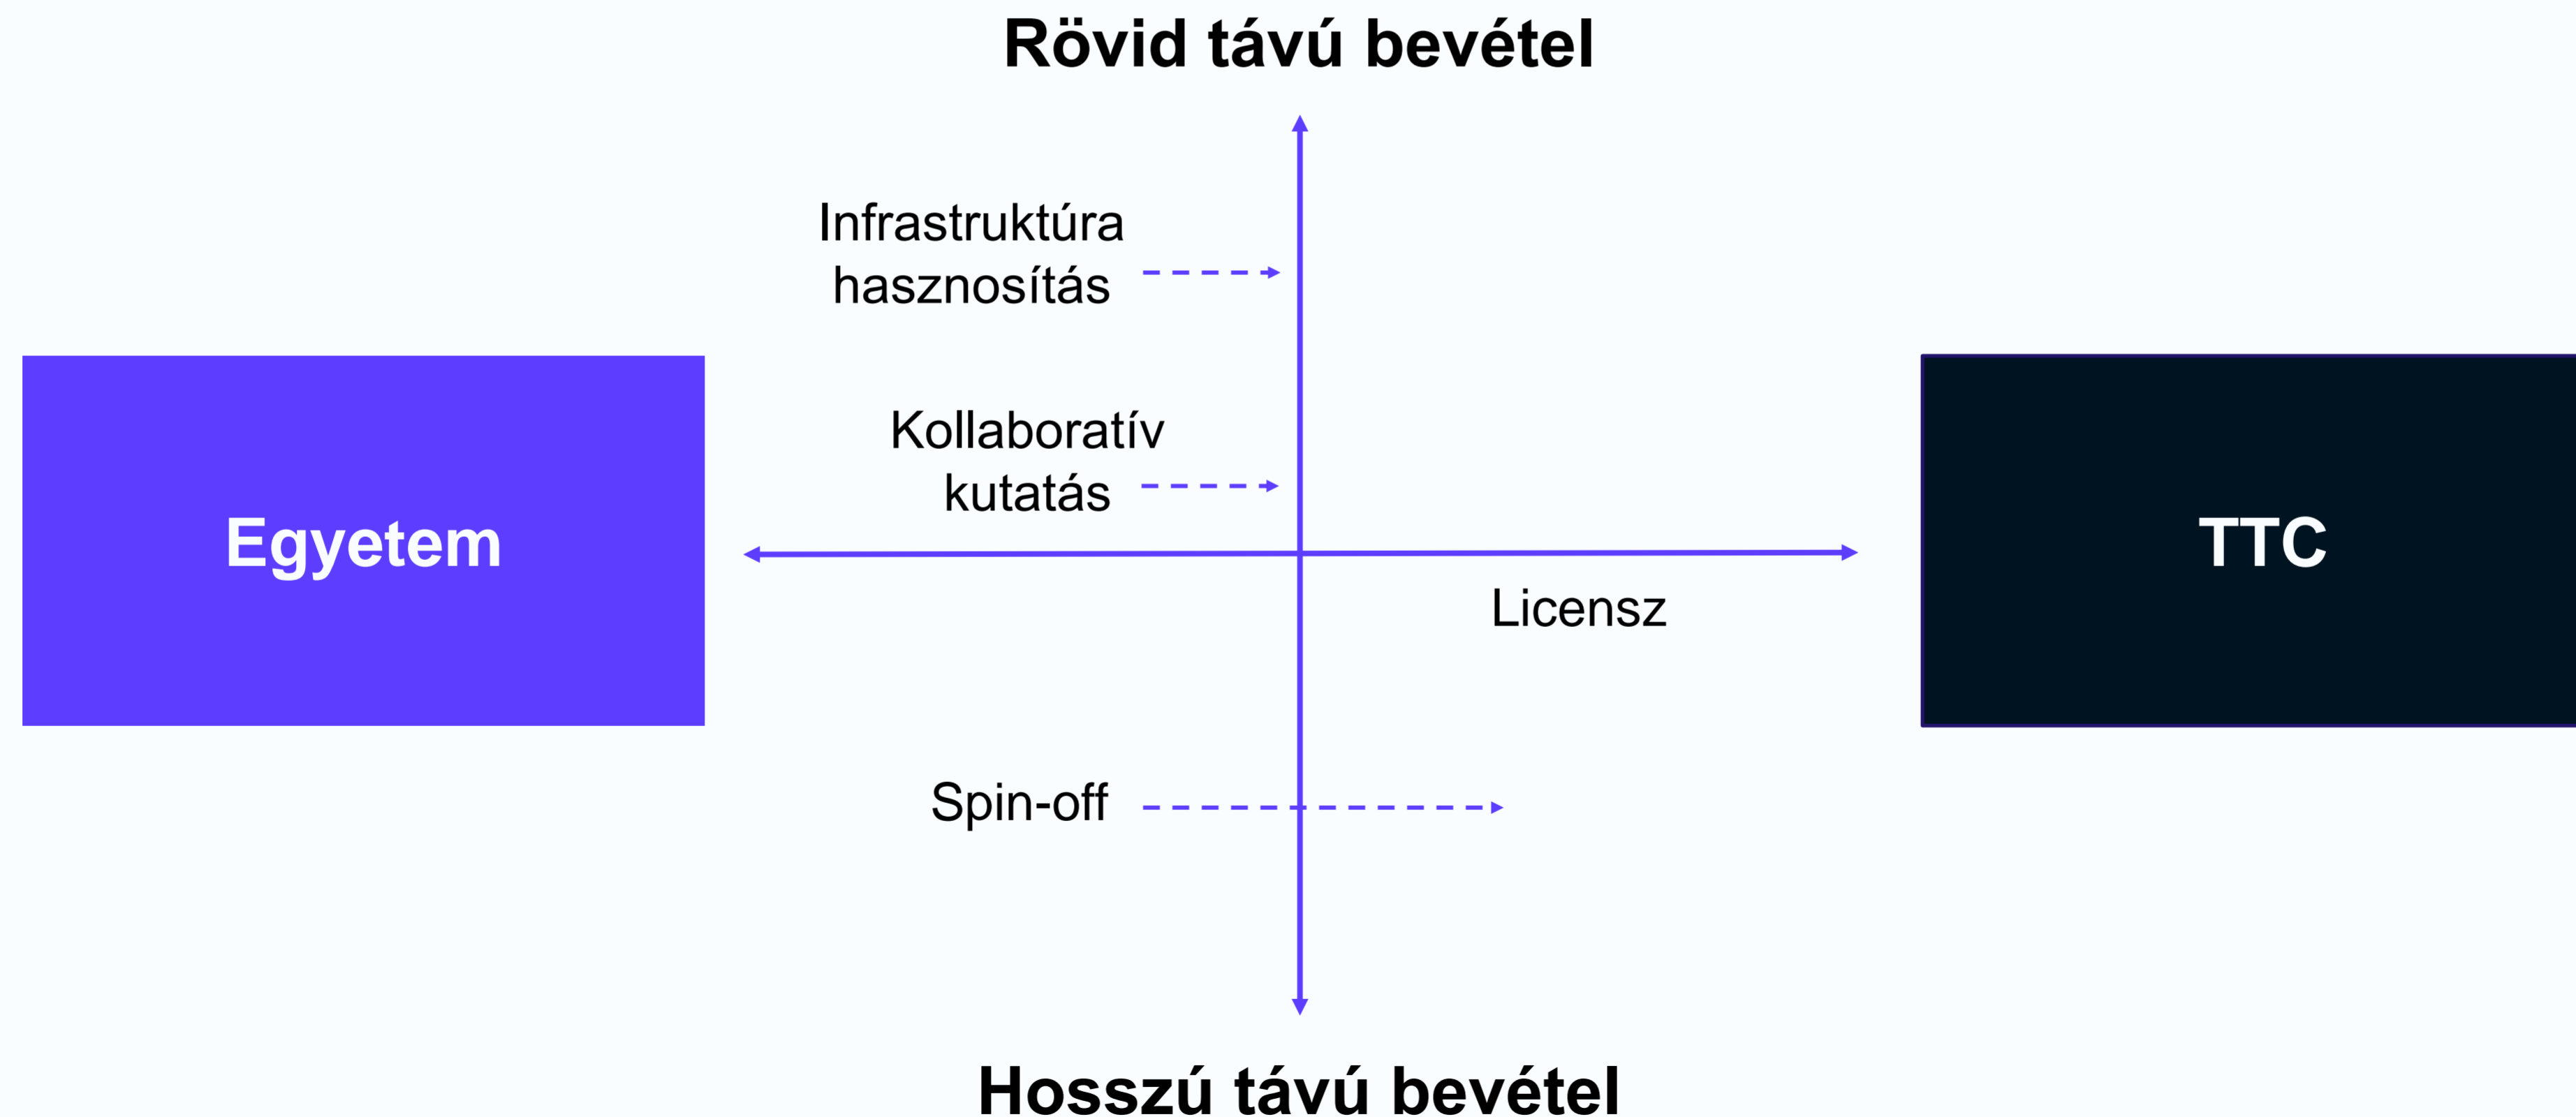 Rövid távú bevétel
Infrastruktúra
hasznosítás
Kollaboratív
kutatás
Egyetem
TTC
Licensz
Spin-off
Hosszú távú bevétel